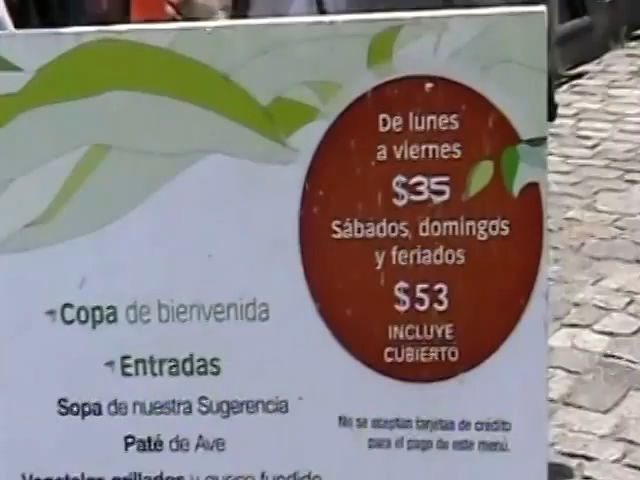 De lunes
a viernes
$35
Sábados, domingos
y feriados
$53
INCLUYE
CUBIERTO
Copa de bienvenida
Entradas
Sopa de nuestra Sugerencia
Paté de Ave
No se aceptan tarjetas de crédito
para el pago de este menú.
Vegetales grillados y queso fundido